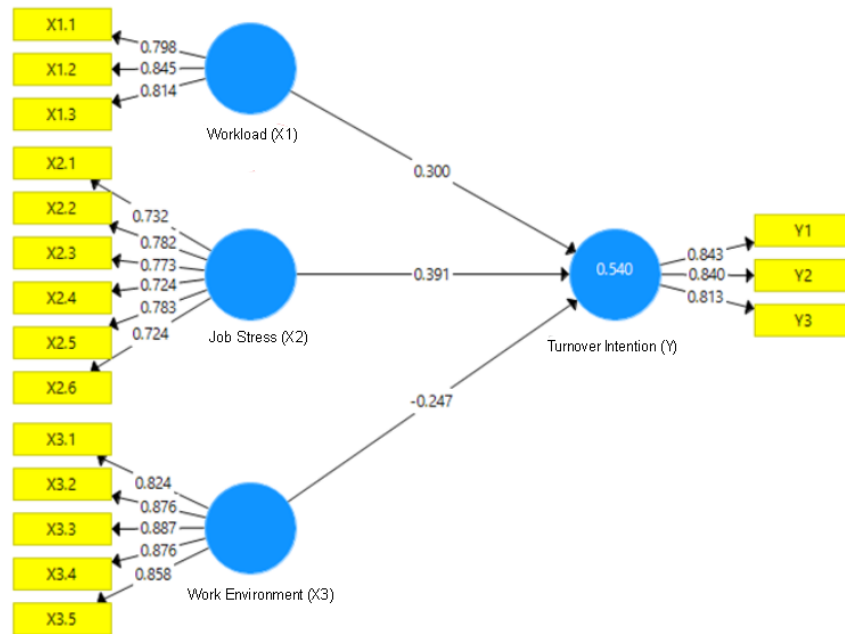 X1.1
0.798
X1.2
0.845
X1.3
0.814
Workload (X1)
0.300
X2.1
0.732
X2.2
0.782
X2.3
0.773
X2.4
0.724
X2.5
0.783
X2.6
0.724
Job Stress (X2)
0.391
X3.1
0.824
X3.2
0.876
X3.3
0.887
X3.4
0.876
X3.5
0.858
Work Environment (X3)
-0.247
0.540
Turnover Intention (Y)
0.843
Y1
0.840
Y2
0.813
Y3